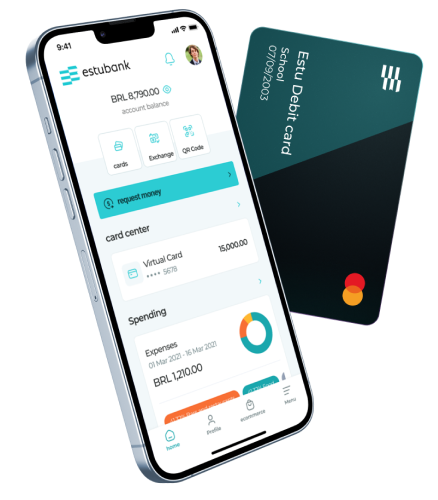 9:41
estubank
BRL 8,790.00
account balance
cards
Exchange
QR Code
request money
card center
Virtual Card
15,000.00
•••• 5678
Spending
Expenses
01 Mar 2021 - 16 Mar 2021
BRL 1,210.00
home
Profile
ecommerce
Menu
Estu Debit card
School
07/09/2003